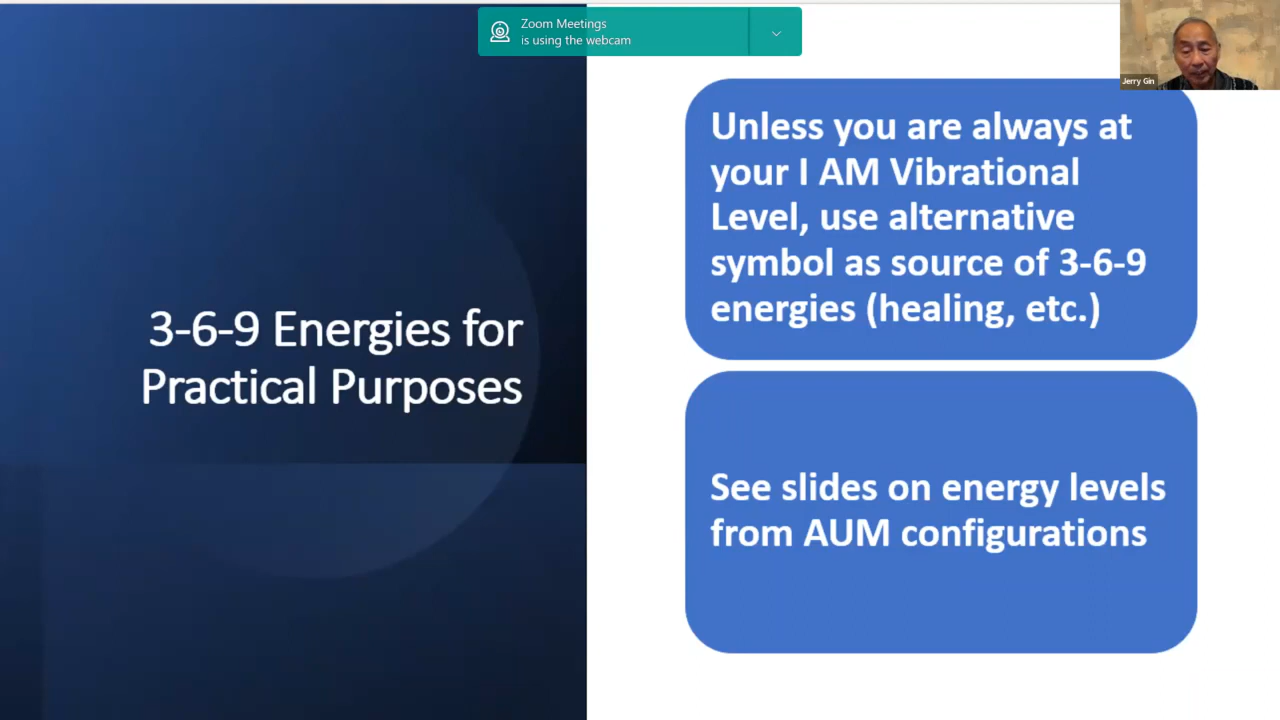 Zoom Meetings
is using the webcam
Jerry Gin
3-6-9 Energies for
Practical Purposes
Unless you are always at
your I AM Vibrational
Level, use alternative
symbol as source of 3-6-9
energies (healing, etc.)
See slides on energy levels
from AUM configurations